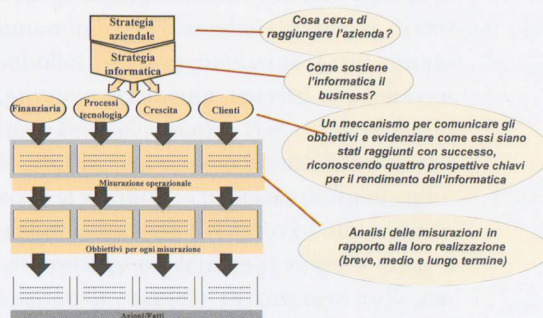 Strategia
aziendale
Strategia
informatica
Cosa cerca di
raggiungere l'azienda?
Come sostiene
l'informatica il
business?
Finanziaria
Processi
tecnologia
Crescita
Clienti
Un meccanismo per comunicare gli
obbiettivi e evidenziare come essi siano
stati raggiunti con successo,
riconoscendo quattro prospettive chiavi
per il rendimento dell'informatica
Misurazione operazionale
Analisi delle misurazioni in
rapporto alla loro realizzazione
(breve, medio e lungo termine)
Obbiettivi per ogni misurazione
Azioni/Fatti